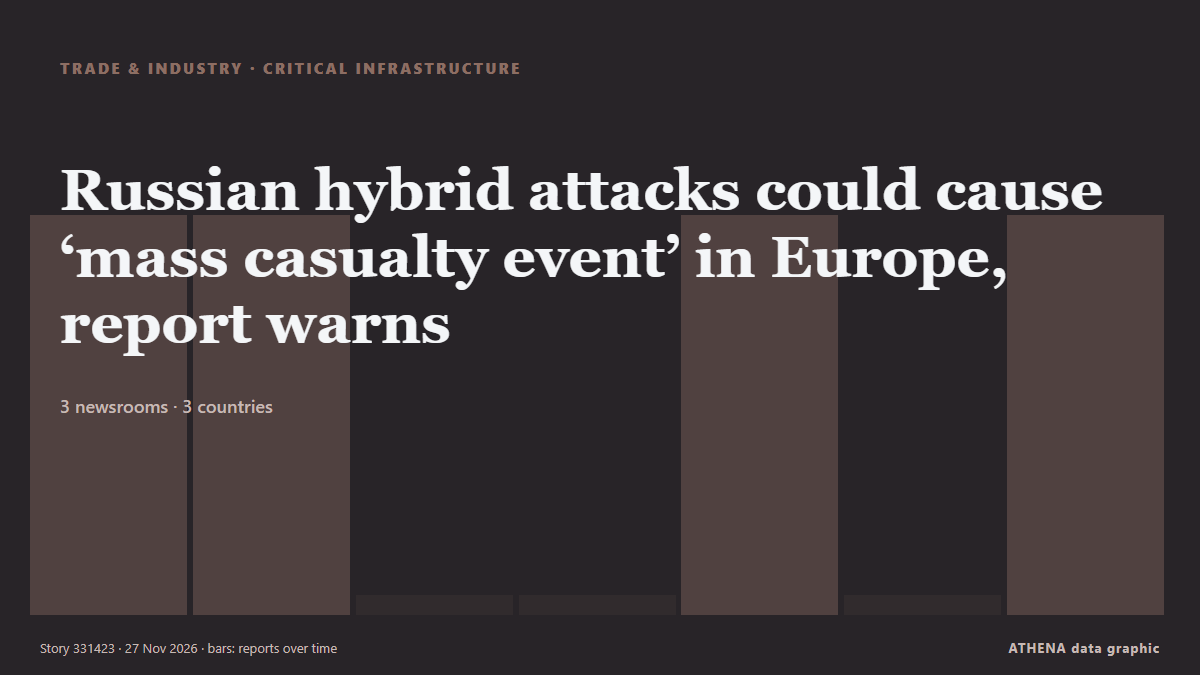 TRADE & INDUSTRY · CRITICAL INFRASTRUCTURE
Russian hybrid attacks could cause
‘mass casualty event’ in Europe,
report warns
3 newsrooms · 3 countries
Story 331423 · 27 Nov 2026 · bars: reports over time
ATHENA data graphic